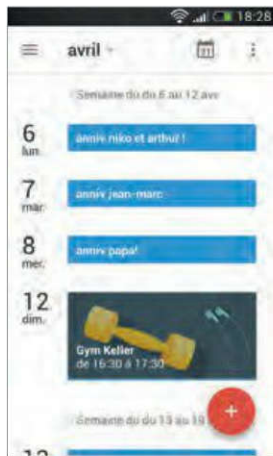 18:28
avril
Semaine du du 6 au 12 avr
6
lun.
anniv niko et arthur !
7
mar.
anniv jean-marc
8
mer.
anniv papa!
12
dim.
Gym Keller
de 16:30 à 17:30
Semaine du du 13 au 19